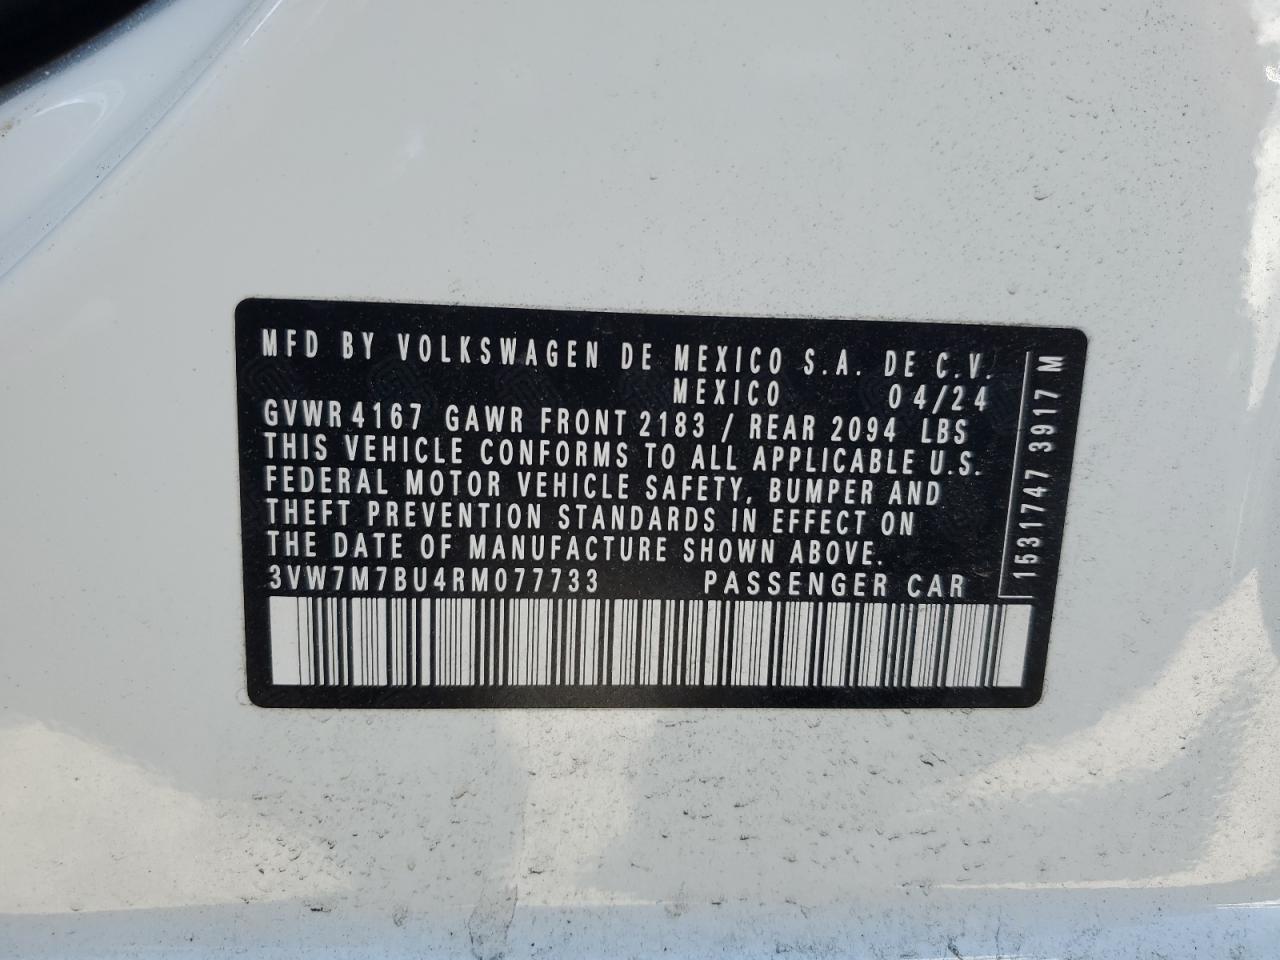 MFD BY VOLKSWAGEN DE MEXICO S.A. DE C.V.
MEXICO 04/24
GVWR 4167 GAWR FRONT 2183 / REAR 2094 LBS
THIS VEHICLE CONFORMS TO ALL APPLICABLE U.S.
FEDERAL MOTOR VEHICLE SAFETY, BUMPER AND
THEFT PREVENTION STANDARDS IN EFFECT ON
THE DATE OF MANUFACTURE SHOWN ABOVE.
3VW7M7BU4RM077733 PASSENGER CAR
1531747 3917 M